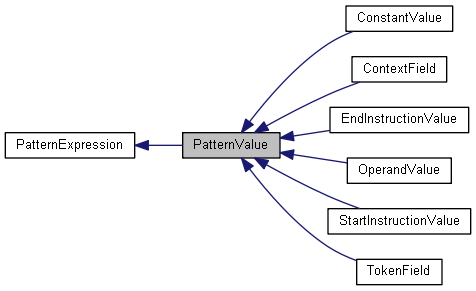 ConstantValue
ContextField
EndInstructionValue
PatternExpression
PatternValue
OperandValue
StartInstructionValue
TokenField